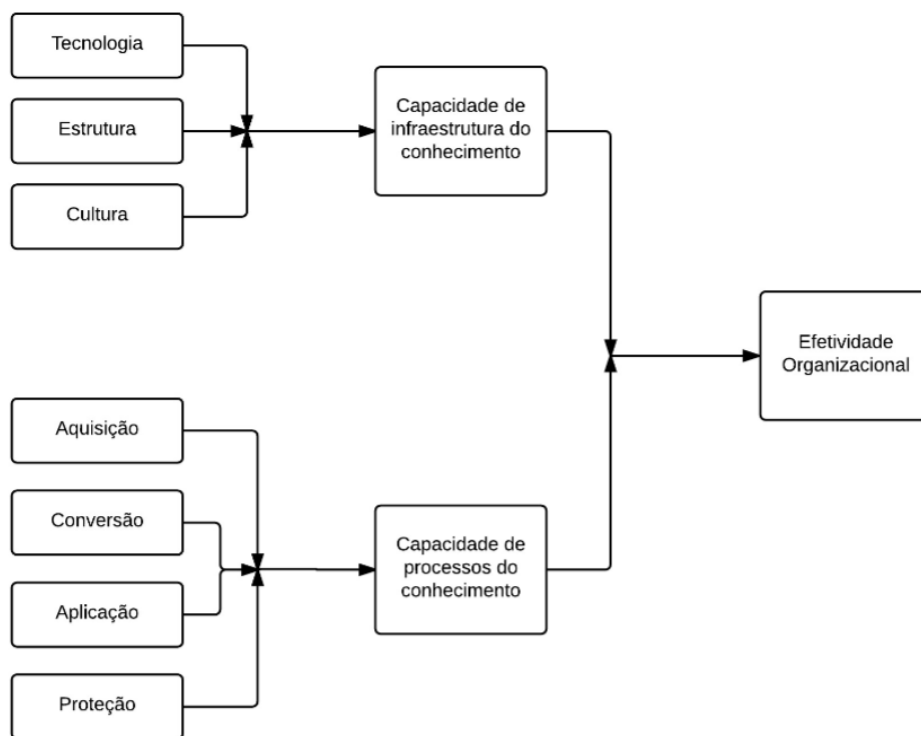 Tecnologia
Estrutura
Cultura
Capacidade de
infraestrutura do
conhecimento
Efetividade
Organizacional
Aquisição
Conversão
Aplicação
Proteção
Capacidade de
processos do
conhecimento